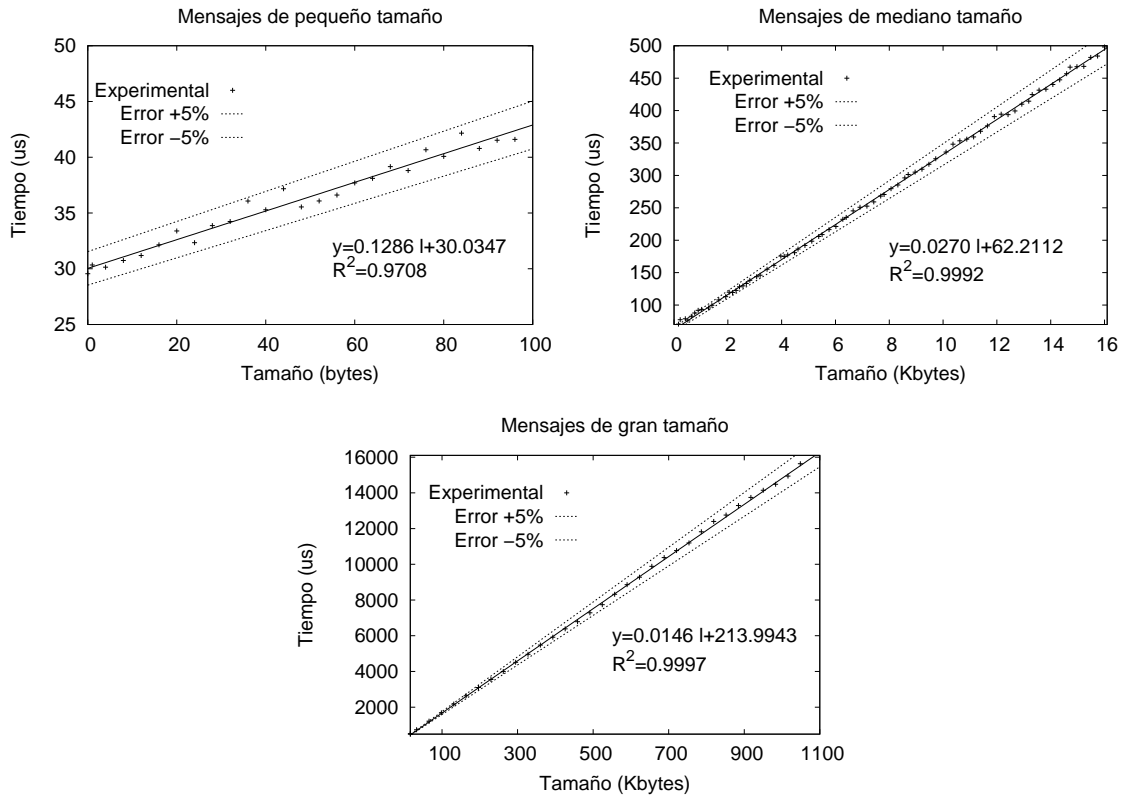 Mensajes de pequeño tamaño
50
45
40
35
30
25
Tiempo (us)
Experimental
Error +5%
Error −5%
y=0.1286 l+30.0347
R²=0.9708
0 20 40 60 80 100
Tamaño (bytes)
Mensajes de mediano tamaño
500
450
400
350
300
250
200
150
100
Tiempo (us)
Experimental
Error +5%
Error −5%
y=0.0270 l+62.2112
R²=0.9992
0 2 4 6 8 10 12 14 16
Tamaño (Kbytes)
Mensajes de gran tamaño
16000
14000
12000
10000
8000
6000
4000
2000
Tiempo (us)
Experimental
Error +5%
Error −5%
y=0.0146 l+213.9943
R²=0.9997
100 300 500 700 900 1100
Tamaño (Kbytes)